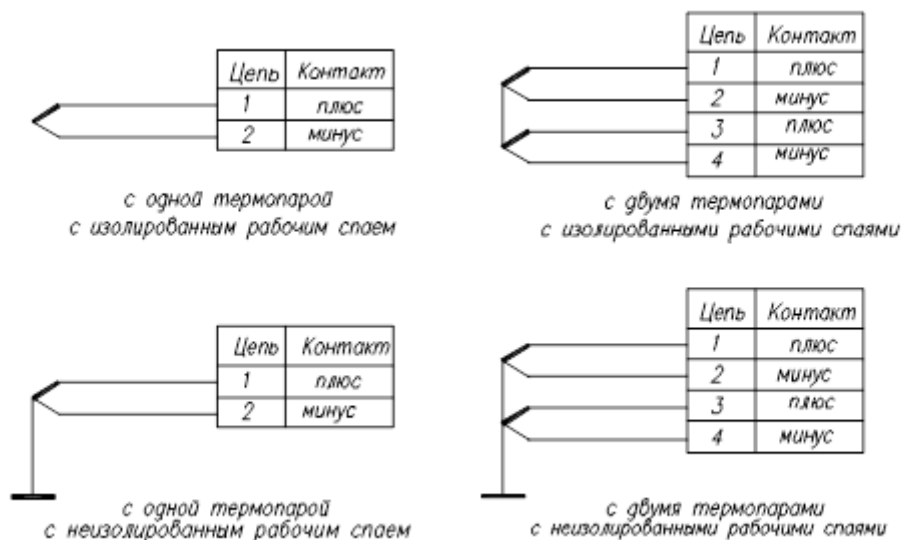 Цепь Контакт
1 плюс
2 минус
с одной термопарой
с изолированным рабочим спаем
Цепь Контакт
1 плюс
2 минус
3 плюс
4 минус
с двумя термопарами
с изолированными рабочими спаями
Цепь Контакт
1 плюс
2 минус
с одной термопарой
с неизолированным рабочим спаем
Цепь Контакт
1 плюс
2 минус
3 плюс
4 минус
с двумя термопарами
с неизолированными рабочими спаями